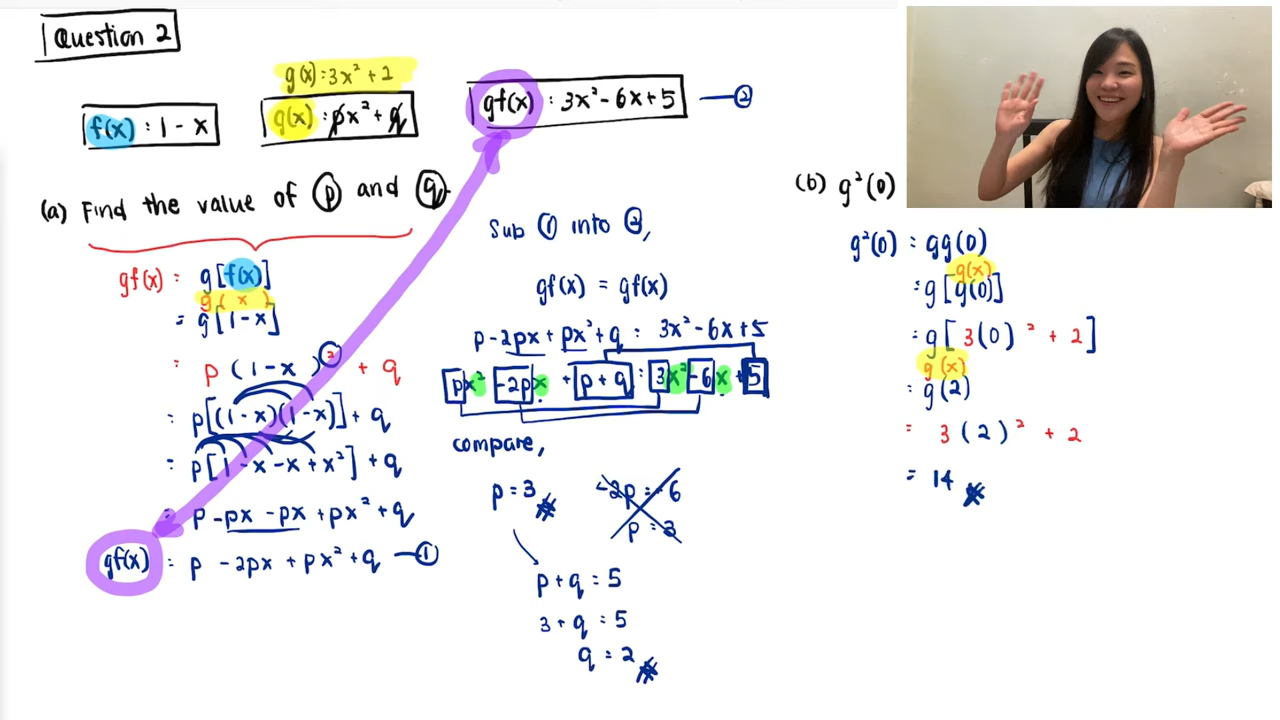 Question 2
g(x) : 3x² + 2
f(x) : 1 - x
g(x) : px² + q
gf(x) : 3x² - 6x + 5 — ②
(a) Find the value of p and q.
gf(x) : g[f(x)]
g( x )
= g[1-x]
: p(1-x)² + q
= p[(1-x)(1-x)] + q
= p[1 - x - x + x²] + q
: p - px - px + px² + q
gf(x) : p - 2px + px² + q — ①
Sub ① into ②,
gf(x) = gf(x)
p - 2px + px² + q : 3x² - 6x + 5
px² - 2px + p + q : 3x² - 6x + 5
compare,
p = 3
-2p = -6
p = 3
p + q = 5
3 + q = 5
q = 2
(b) g²(0)
g²(0) : gg(0)
g(x)
= g[g(0)]
= g[3(0)² + 2]
g(x)
= g(2)
= 3(2)² + 2
= 14